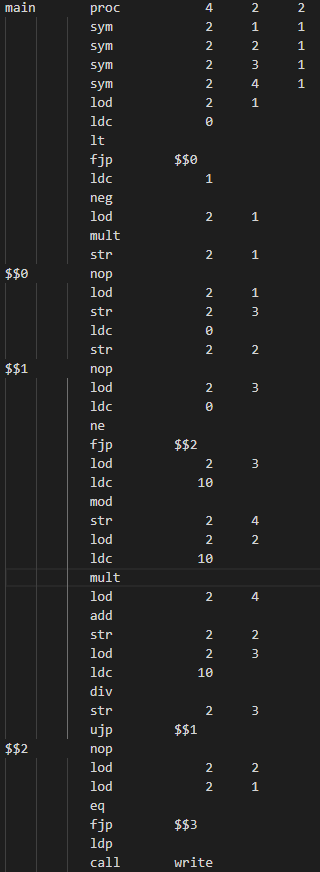 main proc 4 2 2
sym 2 1 1
sym 2 2 1
sym 2 3 1
sym 2 4 1
lod 2 1
ldc 0
lt
fjp $$0
ldc 1
neg
lod 2 1
mult
str 2 1
$$0 nop
lod 2 1
str 2 3
ldc 0
str 2 2
$$1 nop
lod 2 3
ldc 0
ne
fjp $$2
lod 2 3
ldc 10
mod
str 2 4
lod 2 2
ldc 10
mult
lod 2 4
add
str 2 2
lod 2 3
ldc 10
div
str 2 3
ujp $$1
$$2 nop
lod 2 2
lod 2 1
eq
fjp $$3
ldp
call write